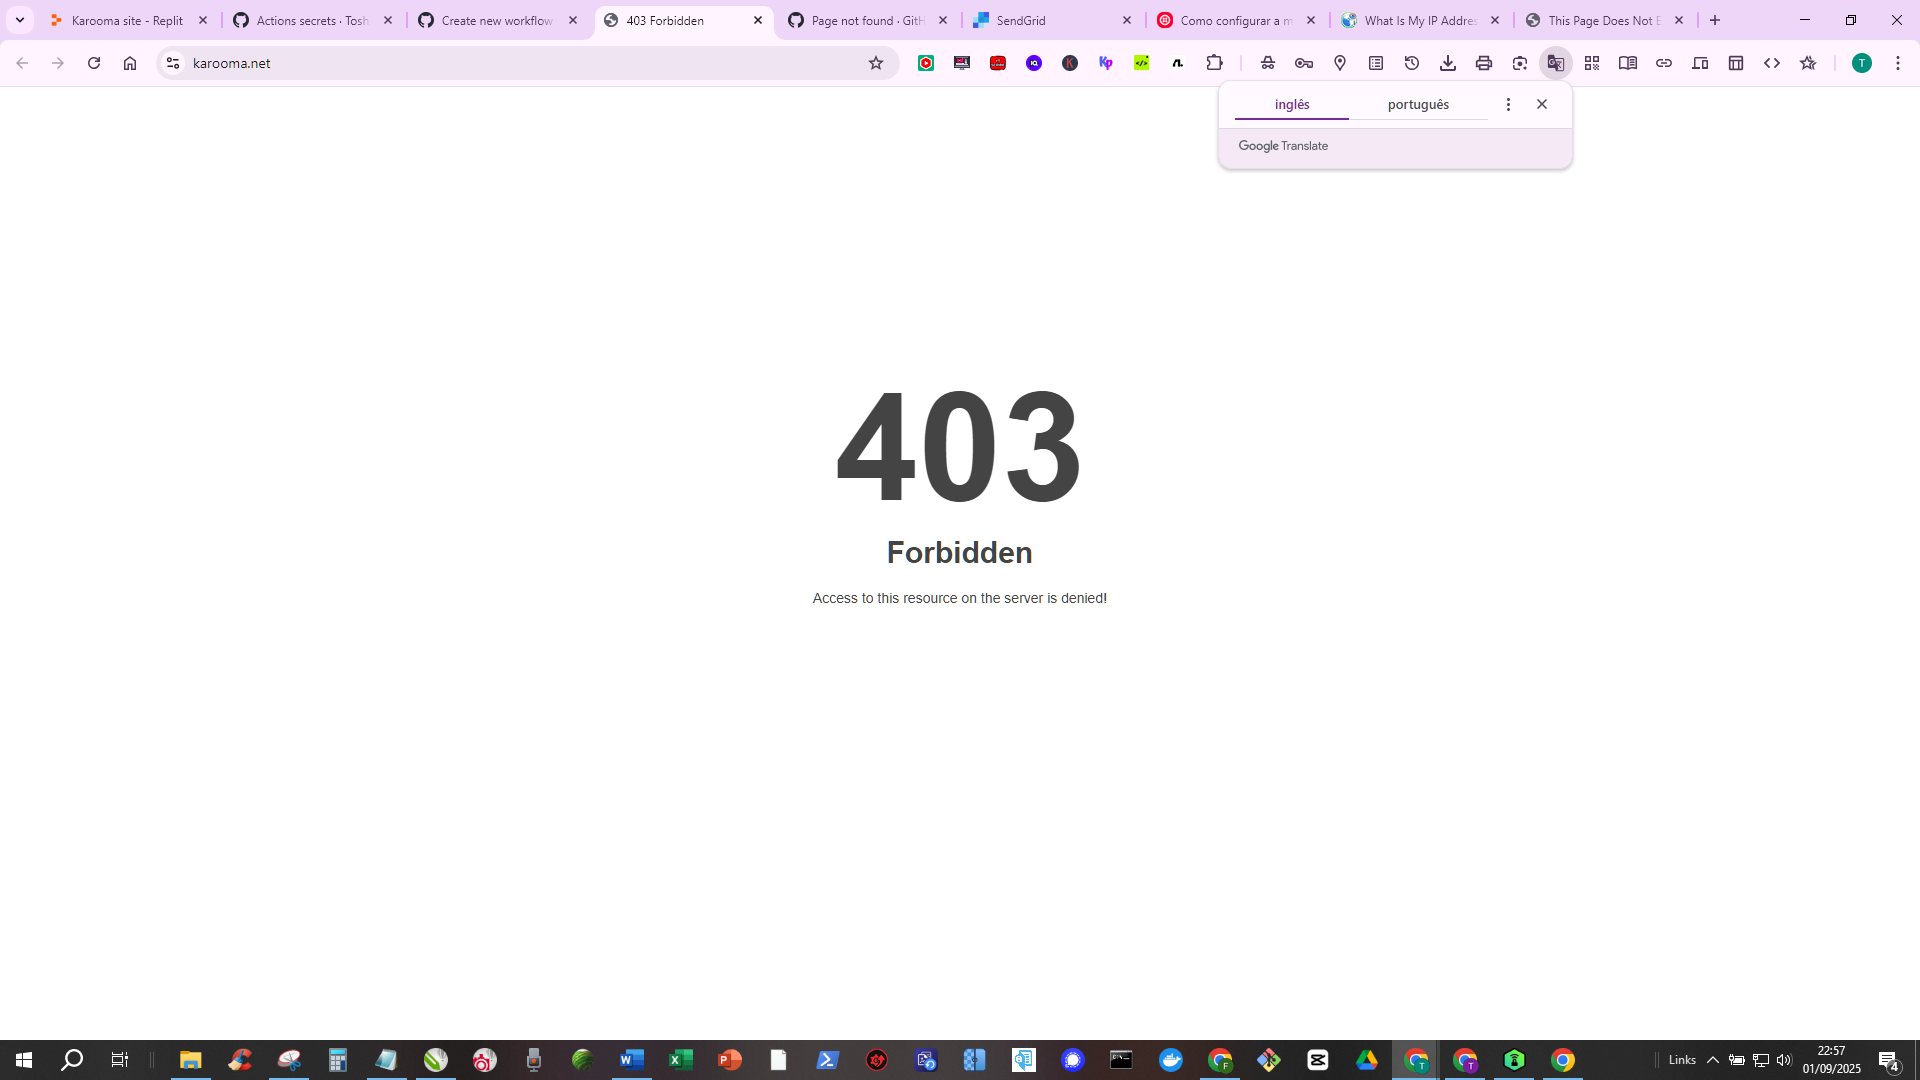 Karooma site - Replit
Actions secrets · Tosh
Create new workflow
403 Forbidden
Page not found · GitH
SendGrid
Como configurar a m
What Is My IP Addres
This Page Does Not E
karooma.net
T
inglês
português
Google Translate
403
Forbidden
Access to this resource on the server is denied!
Links
22:57
01/09/2025
4